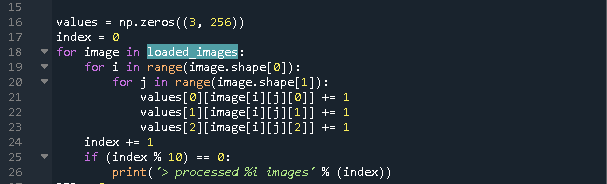 15
16 values = np.zeros((3, 256))
17 index = 0
18 for image in loaded_images:
19     for i in range(image.shape[0]):
20         for j in range(image.shape[1]):
21             values[0][image[i][j][0]] += 1
22             values[1][image[i][j][1]] += 1
23             values[2][image[i][j][2]] += 1
24     index += 1
25     if (index % 10) == 0:
26         print('> processed %i images' % (index))